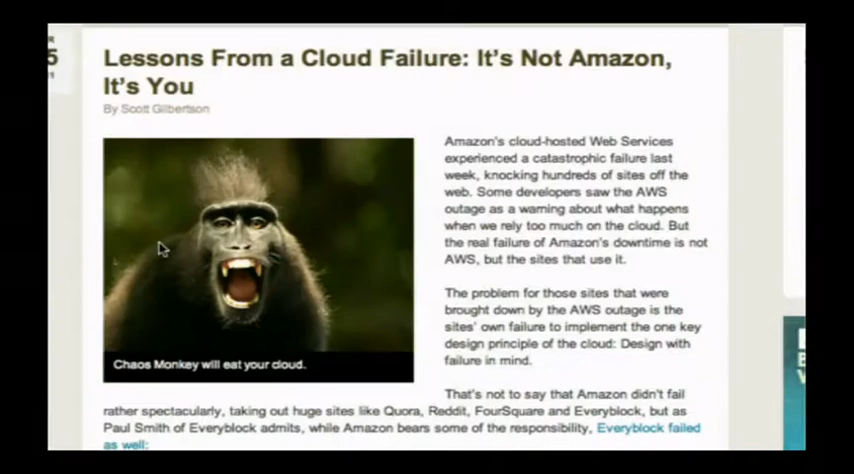 R
5
Lessons From a Cloud Failure: It's Not Amazon,
It's You
By Scott Gilbertson
Amazon's cloud-hosted Web Services
experienced a catastrophic failure last
week, knocking hundreds of sites off the
web. Some developers saw the AWS
outage as a warning about what happens
when we rely too much on the cloud. But
the real failure of Amazon's downtime is not
AWS, but the sites that use it.
The problem for those sites that were
brought down by the AWS outage is the
sites' own failure to implement the one key
design principle of the cloud: Design with
failure in mind.
Chaos Monkey will eat your cloud.
That's not to say that Amazon didn't fail
rather spectacularly, taking out huge sites like Quora, Reddit, FourSquare and Everyblock, but as
Paul Smith of Everyblock admits, while Amazon bears some of the responsibility, Everyblock failed
as well: